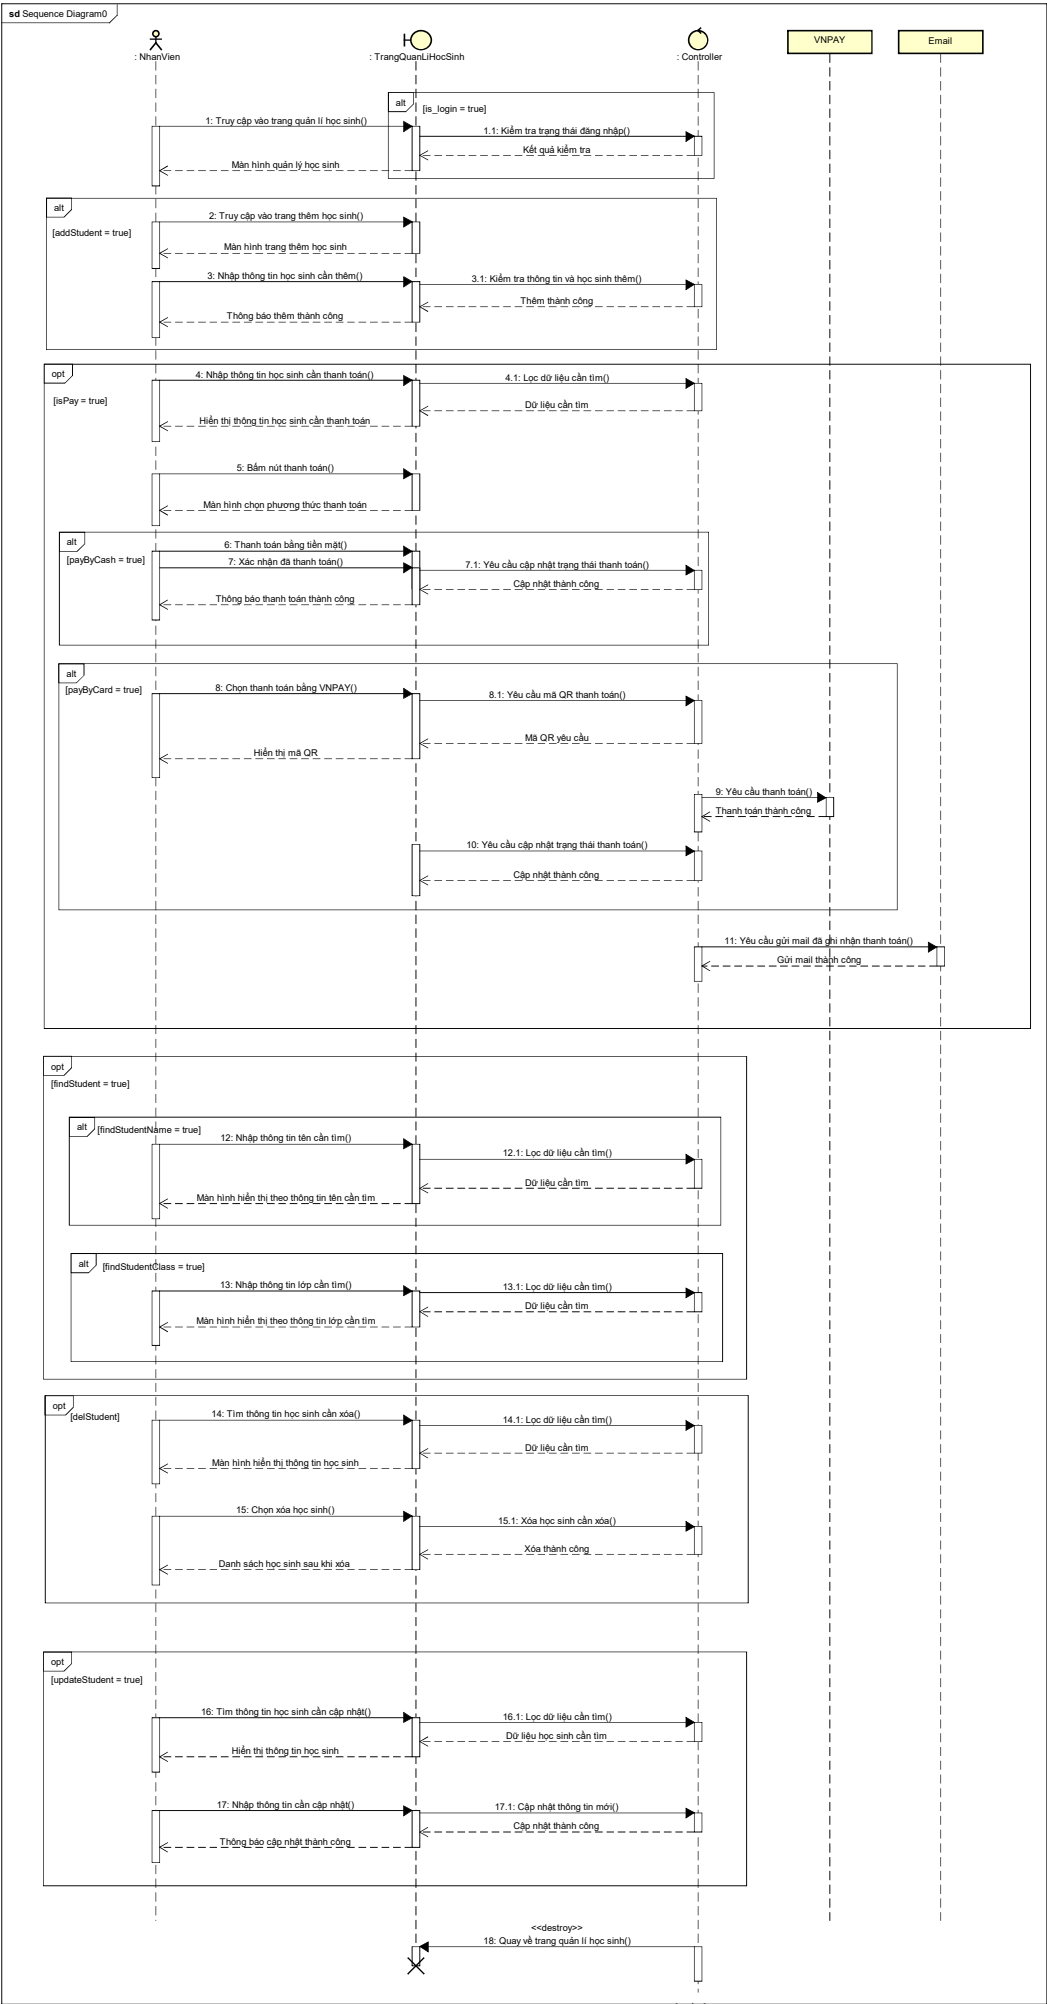 sd Sequence Diagram0
: NhanVien
: TrangQuanLiHocSinh
: Controller
VNPAY
Email
alt
[is_login = true]
1: Truy cập vào trang quản lí học sinh()
1.1: Kiểm tra trạng thái đăng nhập()
Kết quả kiểm tra
Màn hình quản lý học sinh
alt
[addStudent = true]
2: Truy cập vào trang thêm học sinh()
Màn hình trang thêm học sinh
3: Nhập thông tin học sinh cần thêm()
3.1: Kiểm tra thông tin và học sinh thêm()
Thêm thành công
Thông báo thêm thành công
opt
[isPay = true]
4: Nhập thông tin học sinh cần thanh toán()
4.1: Lọc dữ liệu cần tìm()
Dữ liệu cần tìm
Hiển thị thông tin học sinh cần thanh toán
5: Bấm nút thanh toán()
Màn hình chọn phương thức thanh toán
alt
[payByCash = true]
6: Thanh toán bằng tiền mặt()
7: Xác nhận đã thanh toán()
7.1: Yêu cầu cập nhật trạng thái thanh toán()
Cập nhật thành công
Thông báo thanh toán thành công
alt
[payByCard = true]
8: Chọn thanh toán bằng VNPAY()
8.1: Yêu cầu mã QR thanh toán()
Mã QR yêu cầu
Hiển thị mã QR
9: Yêu cầu thanh toán()
Thanh toán thành công
10: Yêu cầu cập nhật trạng thái thanh toán()
Cập nhật thành công
11: Yêu cầu gửi mail đã ghi nhận thanh toán()
Gửi mail thành công
opt
[findStudent = true]
alt
[findStudentName = true]
12: Nhập thông tin tên cần tìm()
12.1: Lọc dữ liệu cần tìm()
Dữ liệu cần tìm
Màn hình hiển thị theo thông tin tên cần tìm
alt
[findStudentClass = true]
13: Nhập thông tin lớp cần tìm()
13.1: Lọc dữ liệu cần tìm()
Dữ liệu cần tìm
Màn hình hiển thị theo thông tin lớp cần tìm
opt
[delStudent]
14: Tìm thông tin học sinh cần xóa()
14.1: Lọc dữ liệu cần tìm()
Dữ liệu cần tìm
Màn hình hiển thị thông tin học sinh
15: Chọn xóa học sinh()
15.1: Xóa học sinh cần xóa()
Xóa thành công
Danh sách học sinh sau khi xóa
opt
[updateStudent = true]
16: Tìm thông tin học sinh cần cập nhật()
16.1: Lọc dữ liệu cần tìm()
Dữ liệu học sinh cần tìm
Hiển thị thông tin học sinh
17: Nhập thông tin cần cập nhật()
17.1: Cập nhật thông tin mới()
Cập nhật thành công
Thông báo cập nhật thành công
<<destroy>>
18: Quay về trang quản lí học sinh()